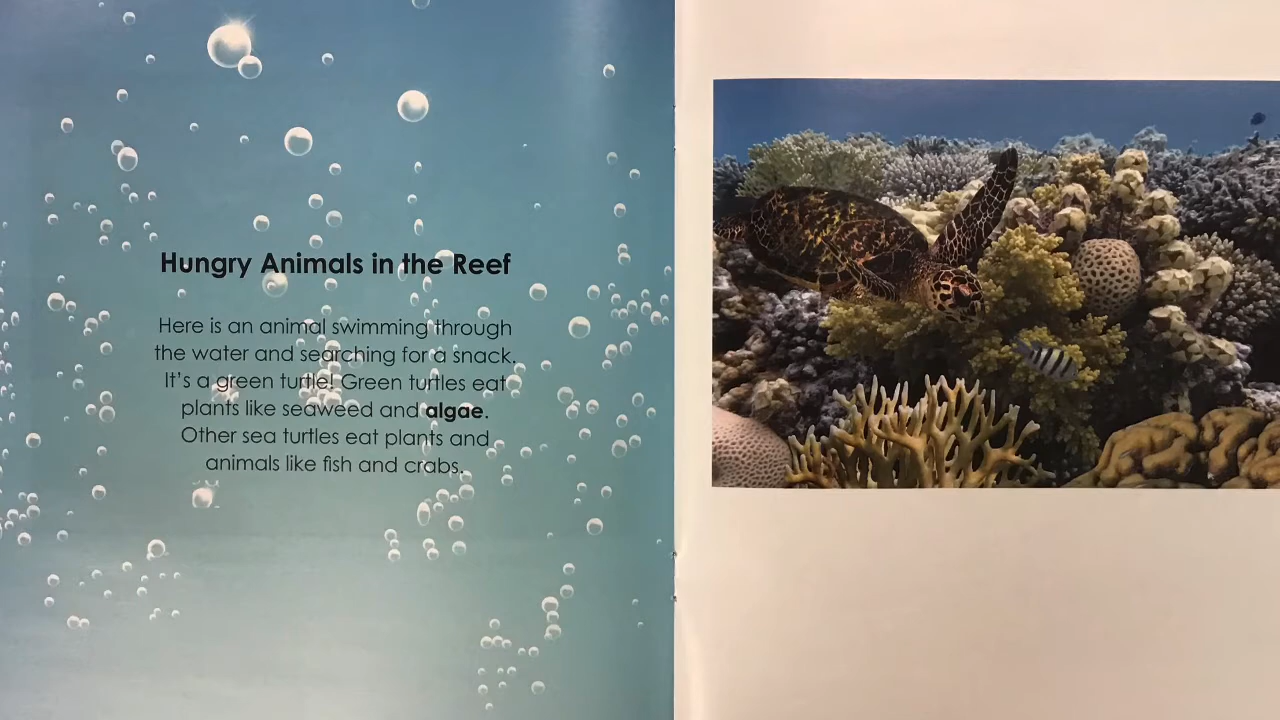 Hungry Animals in the Reef
Here is an animal swimming through
the water and searching for a snack.
It's a green turtle! Green turtles eat
plants like seaweed and algae.
Other sea turtles eat plants and
animals like fish and crabs.